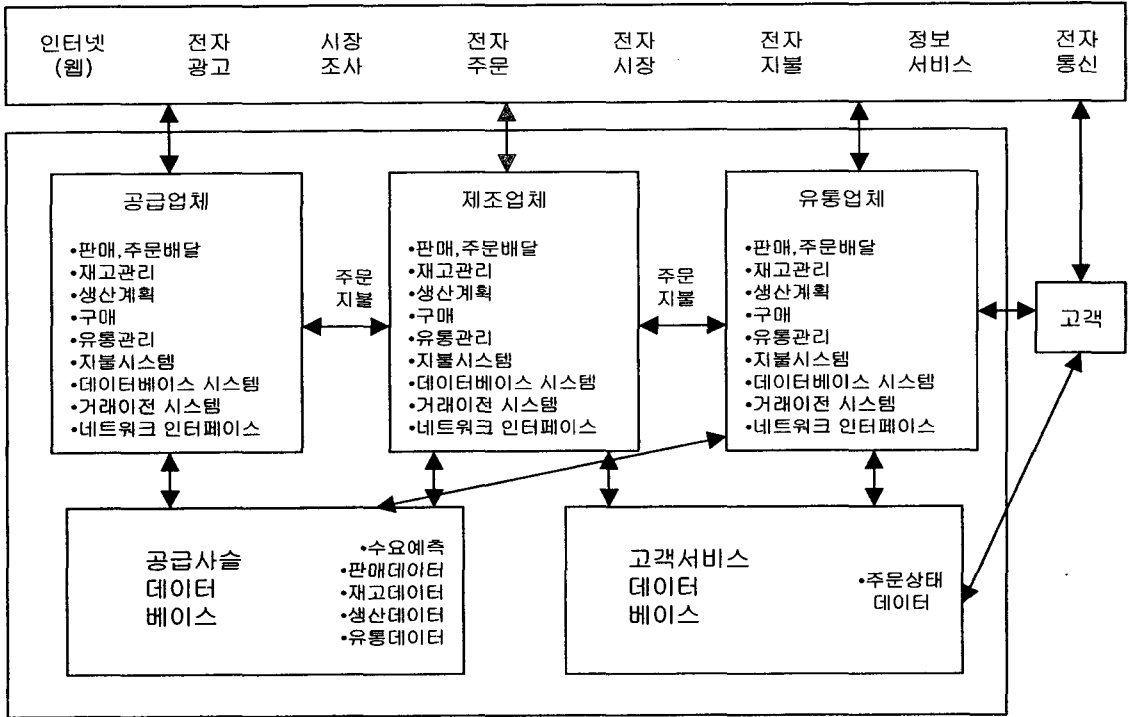 인터넷 전자 시장 전자 전자 전자 정보 전자
(웹) 광고 조사 주문 시장 지불 서비스 통신
공급업체
•판매,주문배달
•재고관리
•생산계획
•구매
•유통관리
•지불시스템
•데이터베이스 시스템
•거래이전 시스템
•네트워크 인터페이스
주문
지불
제조업체
•판매,주문배달
•재고관리
•생산계획
•구매
•유통관리
•지불시스템
•데이터베이스 시스템
•거래이전 시스템
•네트워크 인터페이스
주문
지불
유통업체
•판매,주문배달
•재고관리
•생산계획
•구매
•유통관리
•지불시스템
•데이터베이스 시스템
•거래이전 시스템
•네트워크 인터페이스
고객
공급사슬
데이터
베이스
•수요예측
•판매데이터
•재고데이터
•생산데이터
•유통데이터
고객서비스
데이터
베이스
•주문상태
데이터